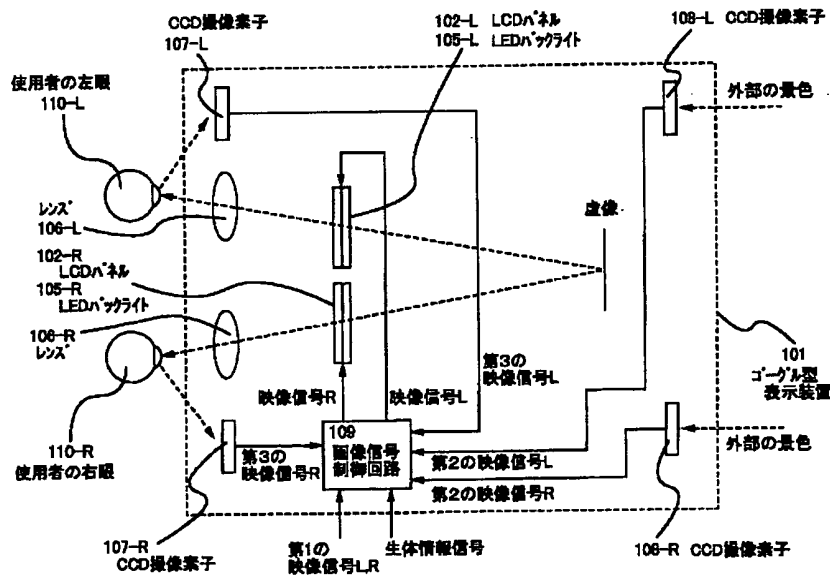 CCD撮像素子
107-L
102-L LCDパネル
105-L LEDバックライト
108-L CCD撮像素子
使用者の左眼
110-L
外部の景色
レンズ
106-L
102-R
LCDパネル
105-R
LEDバックライト
106-R
レンズ
虚像
101
ゴーグル型
表示装置
第3の
映像信号L
映像信号R
映像信号L
109
画像信号
制御回路
110-R
使用者の右眼
第3の
映像信号R
第2の映像信号L
第2の映像信号R
外部の景色
107-R
CCD撮像素子
第1の
映像信号L,R
生体情報信号
108-R CCD撮像素子